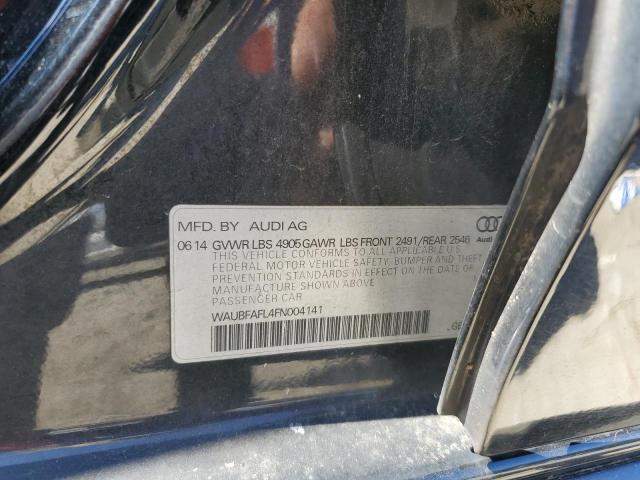 MFD. BY AUDI AG
06 14 GVWR LBS 4905 GAWR LBS FRONT 2491/REAR 2546
Audi
THIS VEHICLE CONFORMS TO ALL APPLICABLE U.S.
FEDERAL MOTOR VEHICLE SAFETY, BUMPER AND THEFT
PREVENTION STANDARDS IN EFFECT ON THE DATE OF
MANUFACTURE SHOWN ABOVE
PASSENGER CAR
WAUBFAFL4FN004141